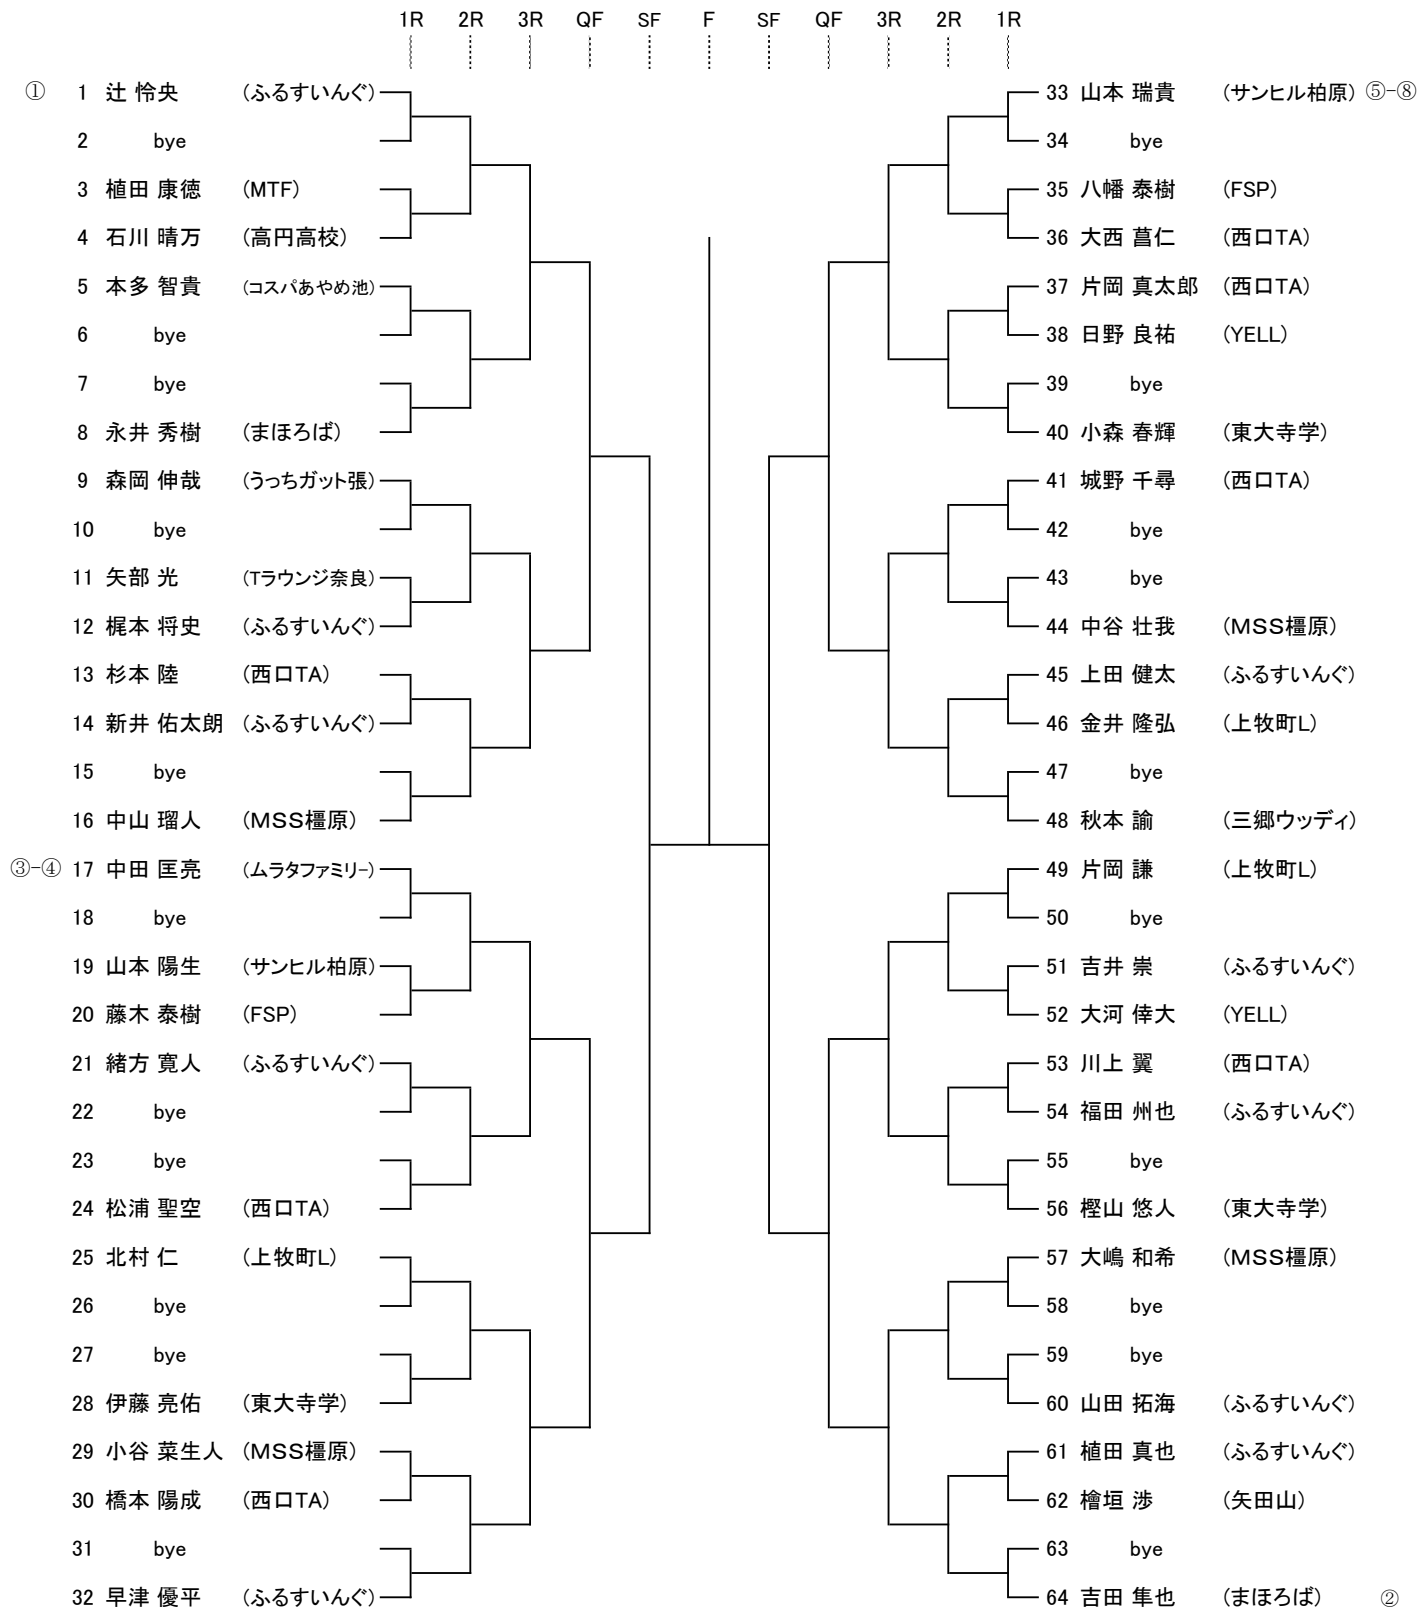 1R 2R 3R QF SF F SF QF 3R 2R 1R
① 1 辻 怜央 (ふるすいんぐ)
2 bye
3 植田 康徳 (MTF)
4 石川 晴万 (高円高校)
5 本多 智貴 (コスパあやめ池)
6 bye
7 bye
8 永井 秀樹 (まほろば)
9 森岡 伸哉 (うっちガット張)
10 bye
11 矢部 光 (Tラウンジ奈良)
12 梶本 将史 (ふるすいんぐ)
13 杉本 陸 (西口TA)
14 新井 佑太朗 (ふるすいんぐ)
15 bye
16 中山 瑠人 (MSS橿原)
③-④ 17 中田 匡亮 (ムラタファミリー)
18 bye
19 山本 陽生 (サンヒル柏原)
20 藤木 泰樹 (FSP)
21 緒方 寛人 (ふるすいんぐ)
22 bye
23 bye
24 松浦 聖空 (西口TA)
25 北村 仁 (上牧町L)
26 bye
27 bye
28 伊藤 亮佑 (東大寺学)
29 小谷 菜生人 (MSS橿原)
30 橋本 陽成 (西口TA)
31 bye
32 早津 優平 (ふるすいんぐ)
33 山本 瑞貴 (サンヒル柏原) ⑤-⑧
34 bye
35 八幡 泰樹 (FSP)
36 大西 菖仁 (西口TA)
37 片岡 真太郎 (西口TA)
38 日野 良祐 (YELL)
39 bye
40 小森 春輝 (東大寺学)
41 城野 千尋 (西口TA)
42 bye
43 bye
44 中谷 壮我 (MSS橿原)
45 上田 健太 (ふるすいんぐ)
46 金井 隆弘 (上牧町L)
47 bye
48 秋本 諭 (三郷ウッディ)
49 片岡 謙 (上牧町L)
50 bye
51 吉井 崇 (ふるすいんぐ)
52 大河 倖大 (YELL)
53 川上 翼 (西口TA)
54 福田 州也 (ふるすいんぐ)
55 bye
56 樫山 悠人 (東大寺学)
57 大嶋 和希 (MSS橿原)
58 bye
59 bye
60 山田 拓海 (ふるすいんぐ)
61 植田 真也 (ふるすいんぐ)
62 檜垣 渉 (矢田山)
63 bye
64 吉田 隼也 (まほろば) ②